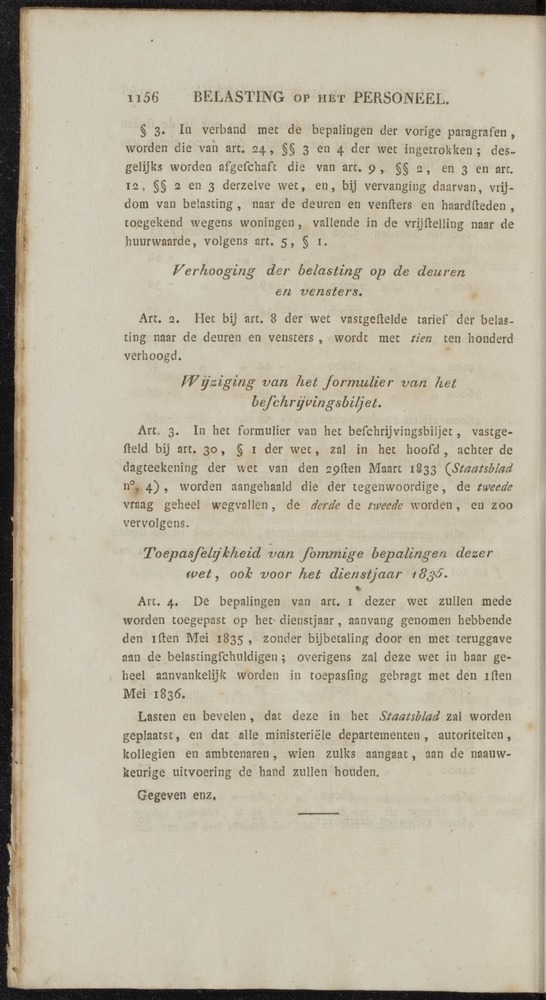 1156 BELASTING OP HET PERSONEEL.
§ 3. In verband met de bepalingen der vorige paragrafen,
worden die van art. 24, §§ 3 en 4 der wet ingetrokken; des-
gelijks worden afgeſchaft die van art. 9, §§ 2, en 3 en art.
12, §§ 2 en 3 derzelve wet, en, bij vervanging daarvan, vrij-
dom van belasting, naar de deuren en venſters en haardſteden,
toegekend wegens woningen, vallende in de vrijſtelling naar de
huurwaarde, volgens art. 5, § 1.
Verhooging der belasting op de deuren
en vensters.
Art. 2. Het bij art. 8 der wet vastgeſtelde tarief der belas-
ting naar de deuren en vensters, wordt met tien ten honderd
verhoogd.
Wijziging van het formulier van het
beſchrijvingsbiljet.
Art. 3. In het formulier van het beſchrijvingsbiljet, vastge-
ſteld bij art. 30, § 1 der wet, zal in het hoofd, achter de
dagteekening der wet van den 29ſten Maart 1833 (Staatsblad
n°. 4), worden aangehaald die der tegenwoordige, de tweede
vraag geheel wegvallen, de derde de tweede worden, en zoo
vervolgens.
Toepasſelijkheid van ſommige bepalingen dezer
wet, ook voor het dienstjaar 1835.
Art. 4. De bepalingen van art. 1 dezer wet zullen mede
worden toegepast op het dienstjaar, aanvang genomen hebbende
den 1ſten Mei 1835, zonder bijbetaling door en met teruggave
aan de belastingſchuldigen; overigens zal deze wet in haar ge-
heel aanvankelijk worden in toepasſing gebragt met den 1ſten
Mei 1836.
Lasten en bevelen, dat deze in het Staatsblad zal worden
geplaatst, en dat alle ministeriële departementen, autoriteiten,
kollegien en ambtenaren, wien zulks aangaat, aan de naauw-
keurige uitvoering de hand zullen houden.
Gegeven enz.